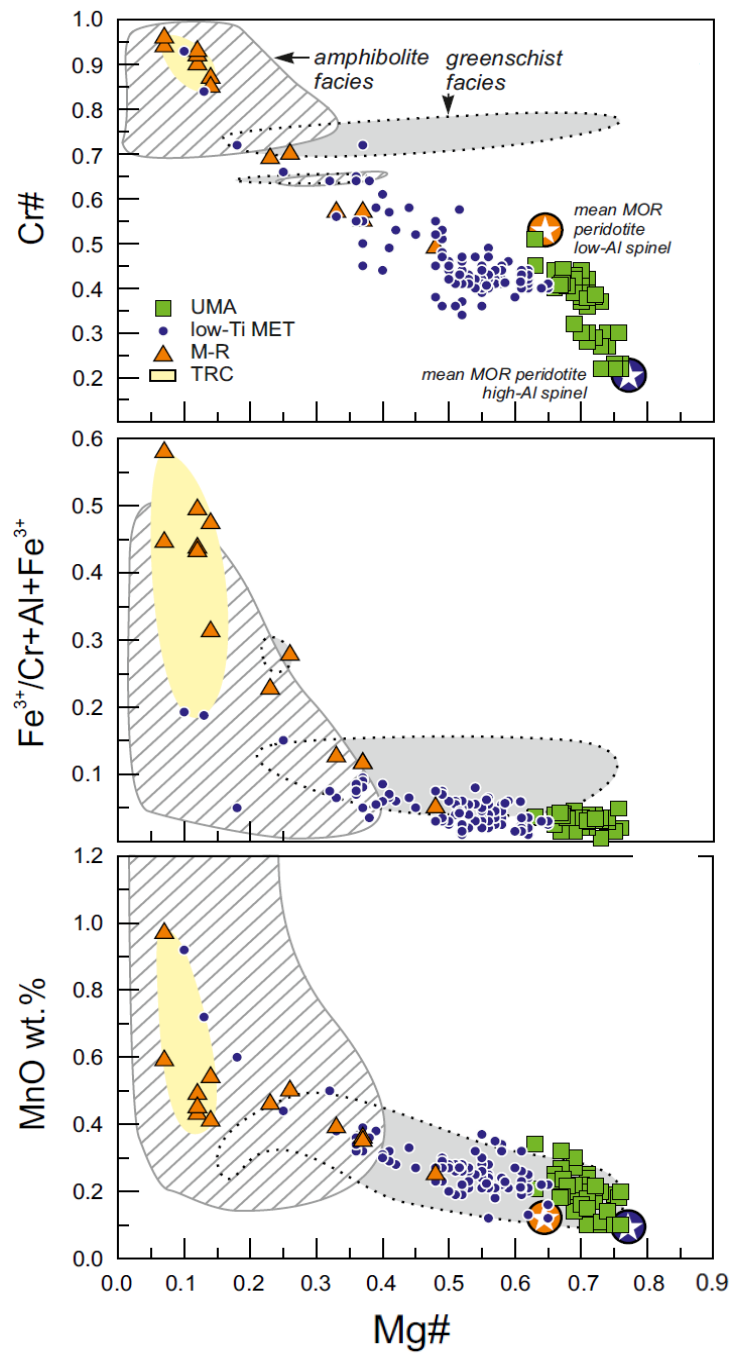 1.0
0.9
0.8
0.7
0.6
0.5
0.4
0.3
0.2
Cr#
amphibolite
facies
greenschist
facies
mean MOR
peridotite
low-Al spinel
UMA
low-Ti MET
M-R
TRC
mean MOR peridotite
high-Al spinel
0.6
0.5
0.4
0.3
0.2
0.1
Fe³⁺/Cr+Al+Fe³⁺
1.2
1.0
0.8
0.6
0.4
0.2
0.0
MnO wt.%
0.0 0.1 0.2 0.3 0.4 0.5 0.6 0.7 0.8 0.9
Mg#